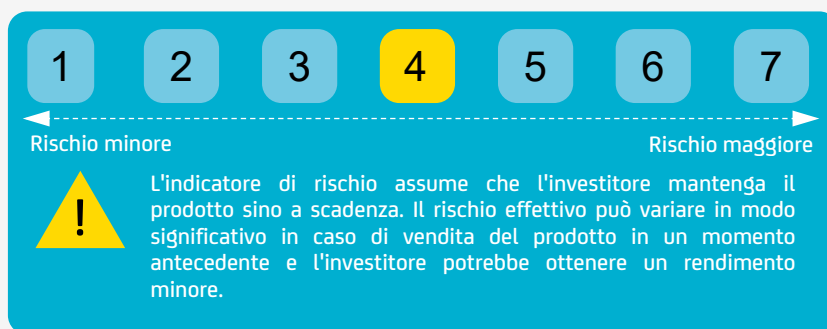 1 2 3 4 5 6 7
Rischio minore Rischio maggiore
! L'indicatore di rischio assume che l'investitore mantenga il
prodotto sino a scadenza. Il rischio effettivo può variare in modo
significativo in caso di vendita del prodotto in un momento
antecedente e l'investitore potrebbe ottenere un rendimento
minore.